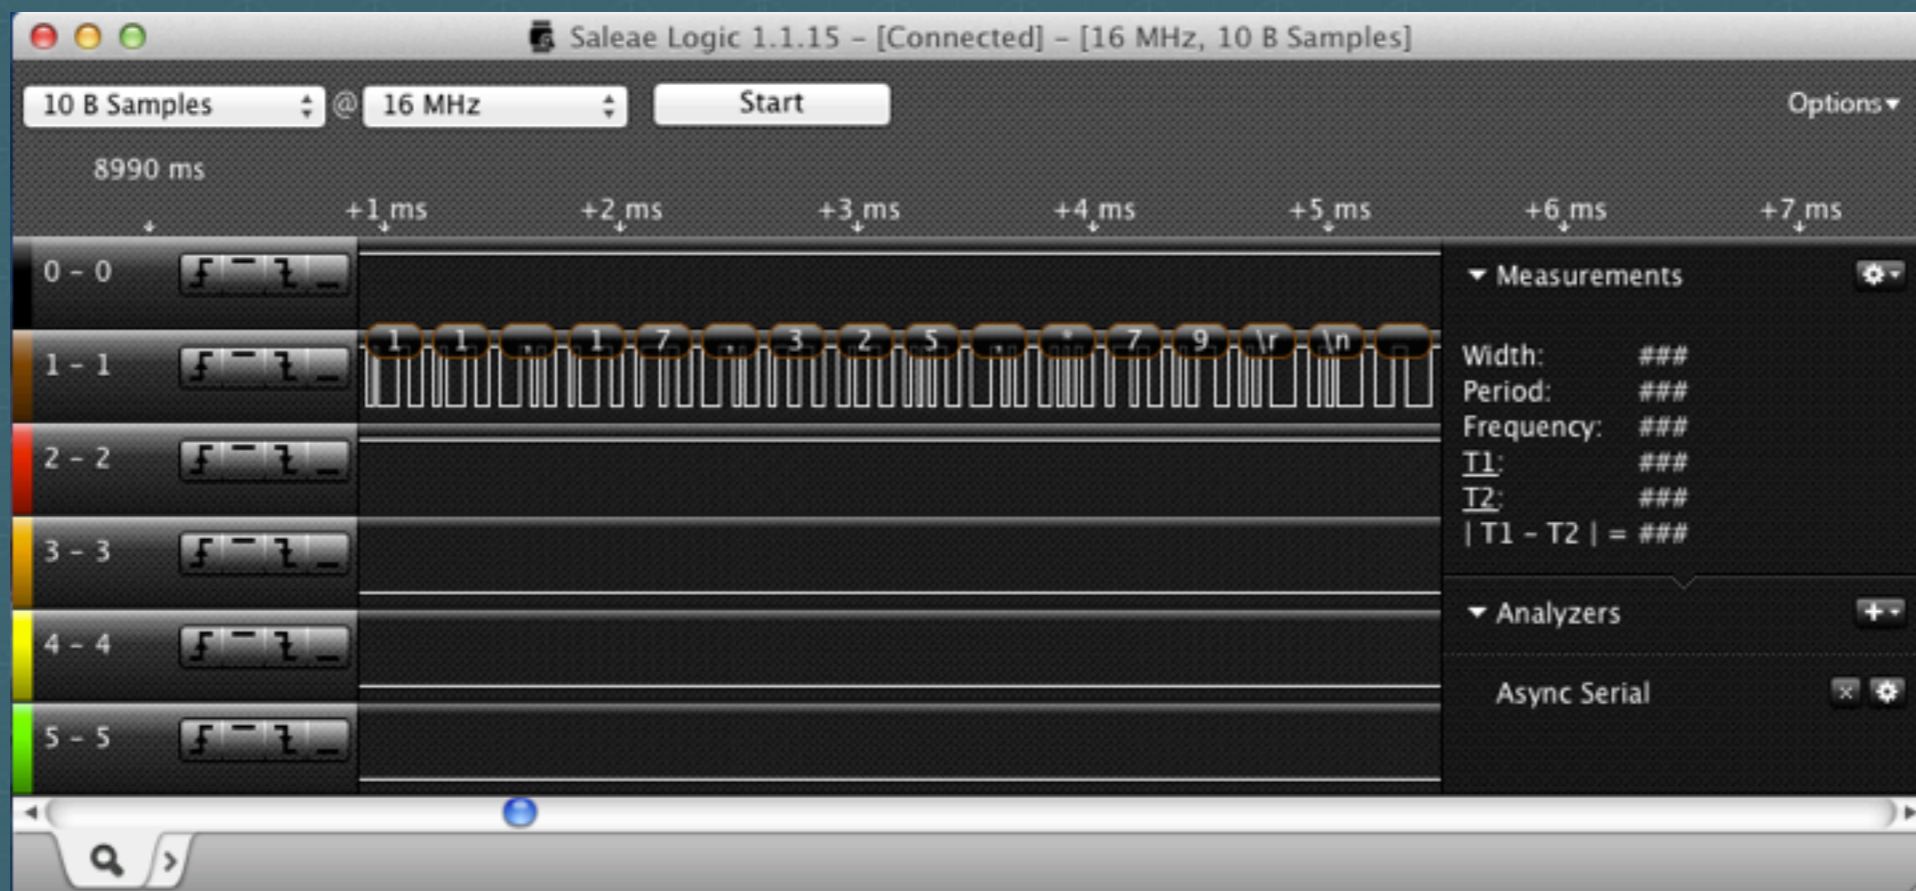 Saleae Logic 1.1.15 – [Connected] – [16 MHz, 10 B Samples]
10 B Samples @ 16 MHz Start Options
8990 ms
+1 ms +2 ms +3 ms +4 ms +5 ms +6 ms +7 ms
0 – 0
Measurements
1 1 , 1 7 , 3 2 5 , * 7 9 \r \n
1 – 1
Width: ###
Period: ###
Frequency: ###
2 – 2
T1: ###
T2: ###
| T1 – T2 | = ###
3 – 3
Analyzers
4 – 4
Async Serial
5 – 5